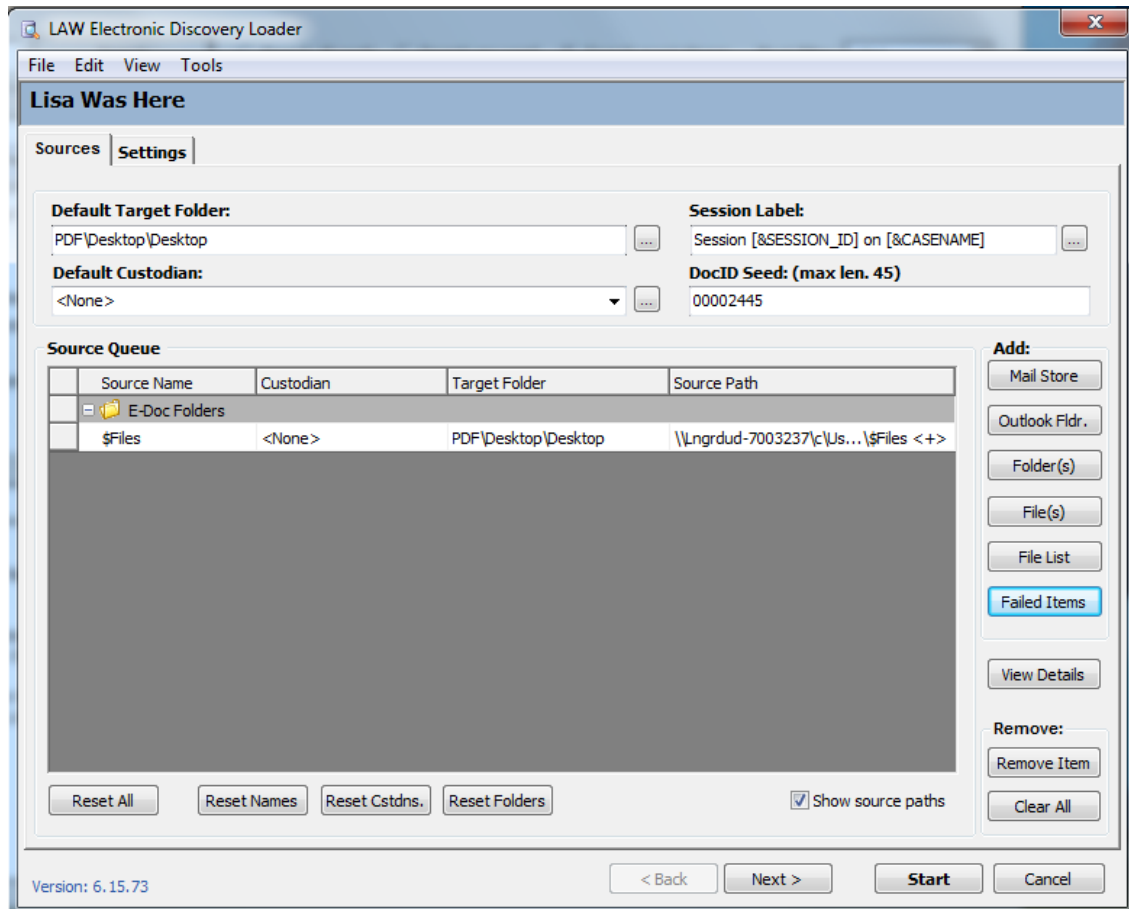 LAW Electronic Discovery Loader
File Edit View Tools
Lisa Was Here
Sources Settings
Default Target Folder: Session Label:
PDF\Desktop\Desktop ... Session [&SESSION_ID] on [&CASENAME] ...
Default Custodian: DocID Seed: (max len. 45)
<None> ... 00002445
Source Queue Add:
Source Name Custodian Target Folder Source Path Mail Store
E-Doc Folders Outlook Fldr.
$Files <None> PDF\Desktop\Desktop \\Lngrdud-7003237\c\Us...\$Files <+>
Folder(s)
File(s)
File List
Failed Items
View Details
Remove:
Remove Item
Reset All Reset Names Reset Cstdns. Reset Folders Show source paths Clear All
Version: 6.15.73 < Back Next > Start Cancel